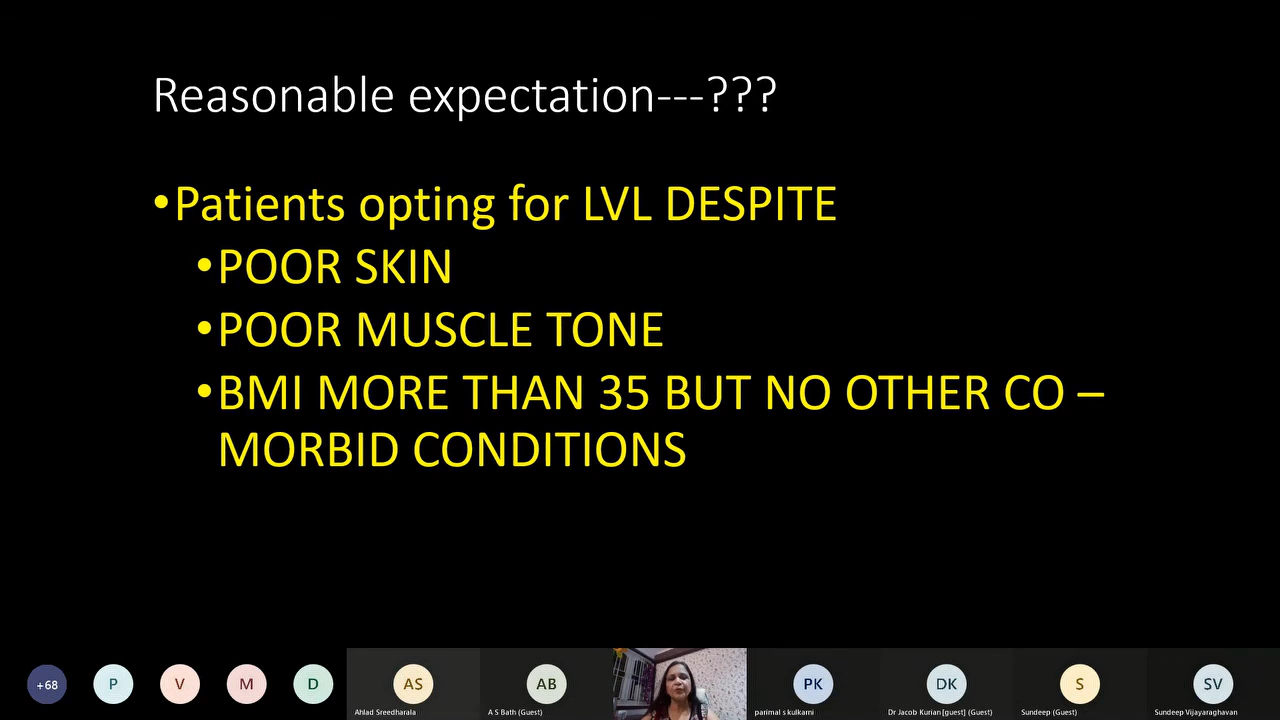 Reasonable expectation---???
•Patients opting for LVL DESPITE
•POOR SKIN
•POOR MUSCLE TONE
•BMI MORE THAN 35 BUT NO OTHER CO –
MORBID CONDITIONS
+68 P V M D AS AB PK DK S SV
Ahlad Sreedharala A S Bath (Guest) parimal s kulkarni Dr Jacob Kurian[guest] (Guest) Sundeep (Guest) Sundeep Vijayaraghavan